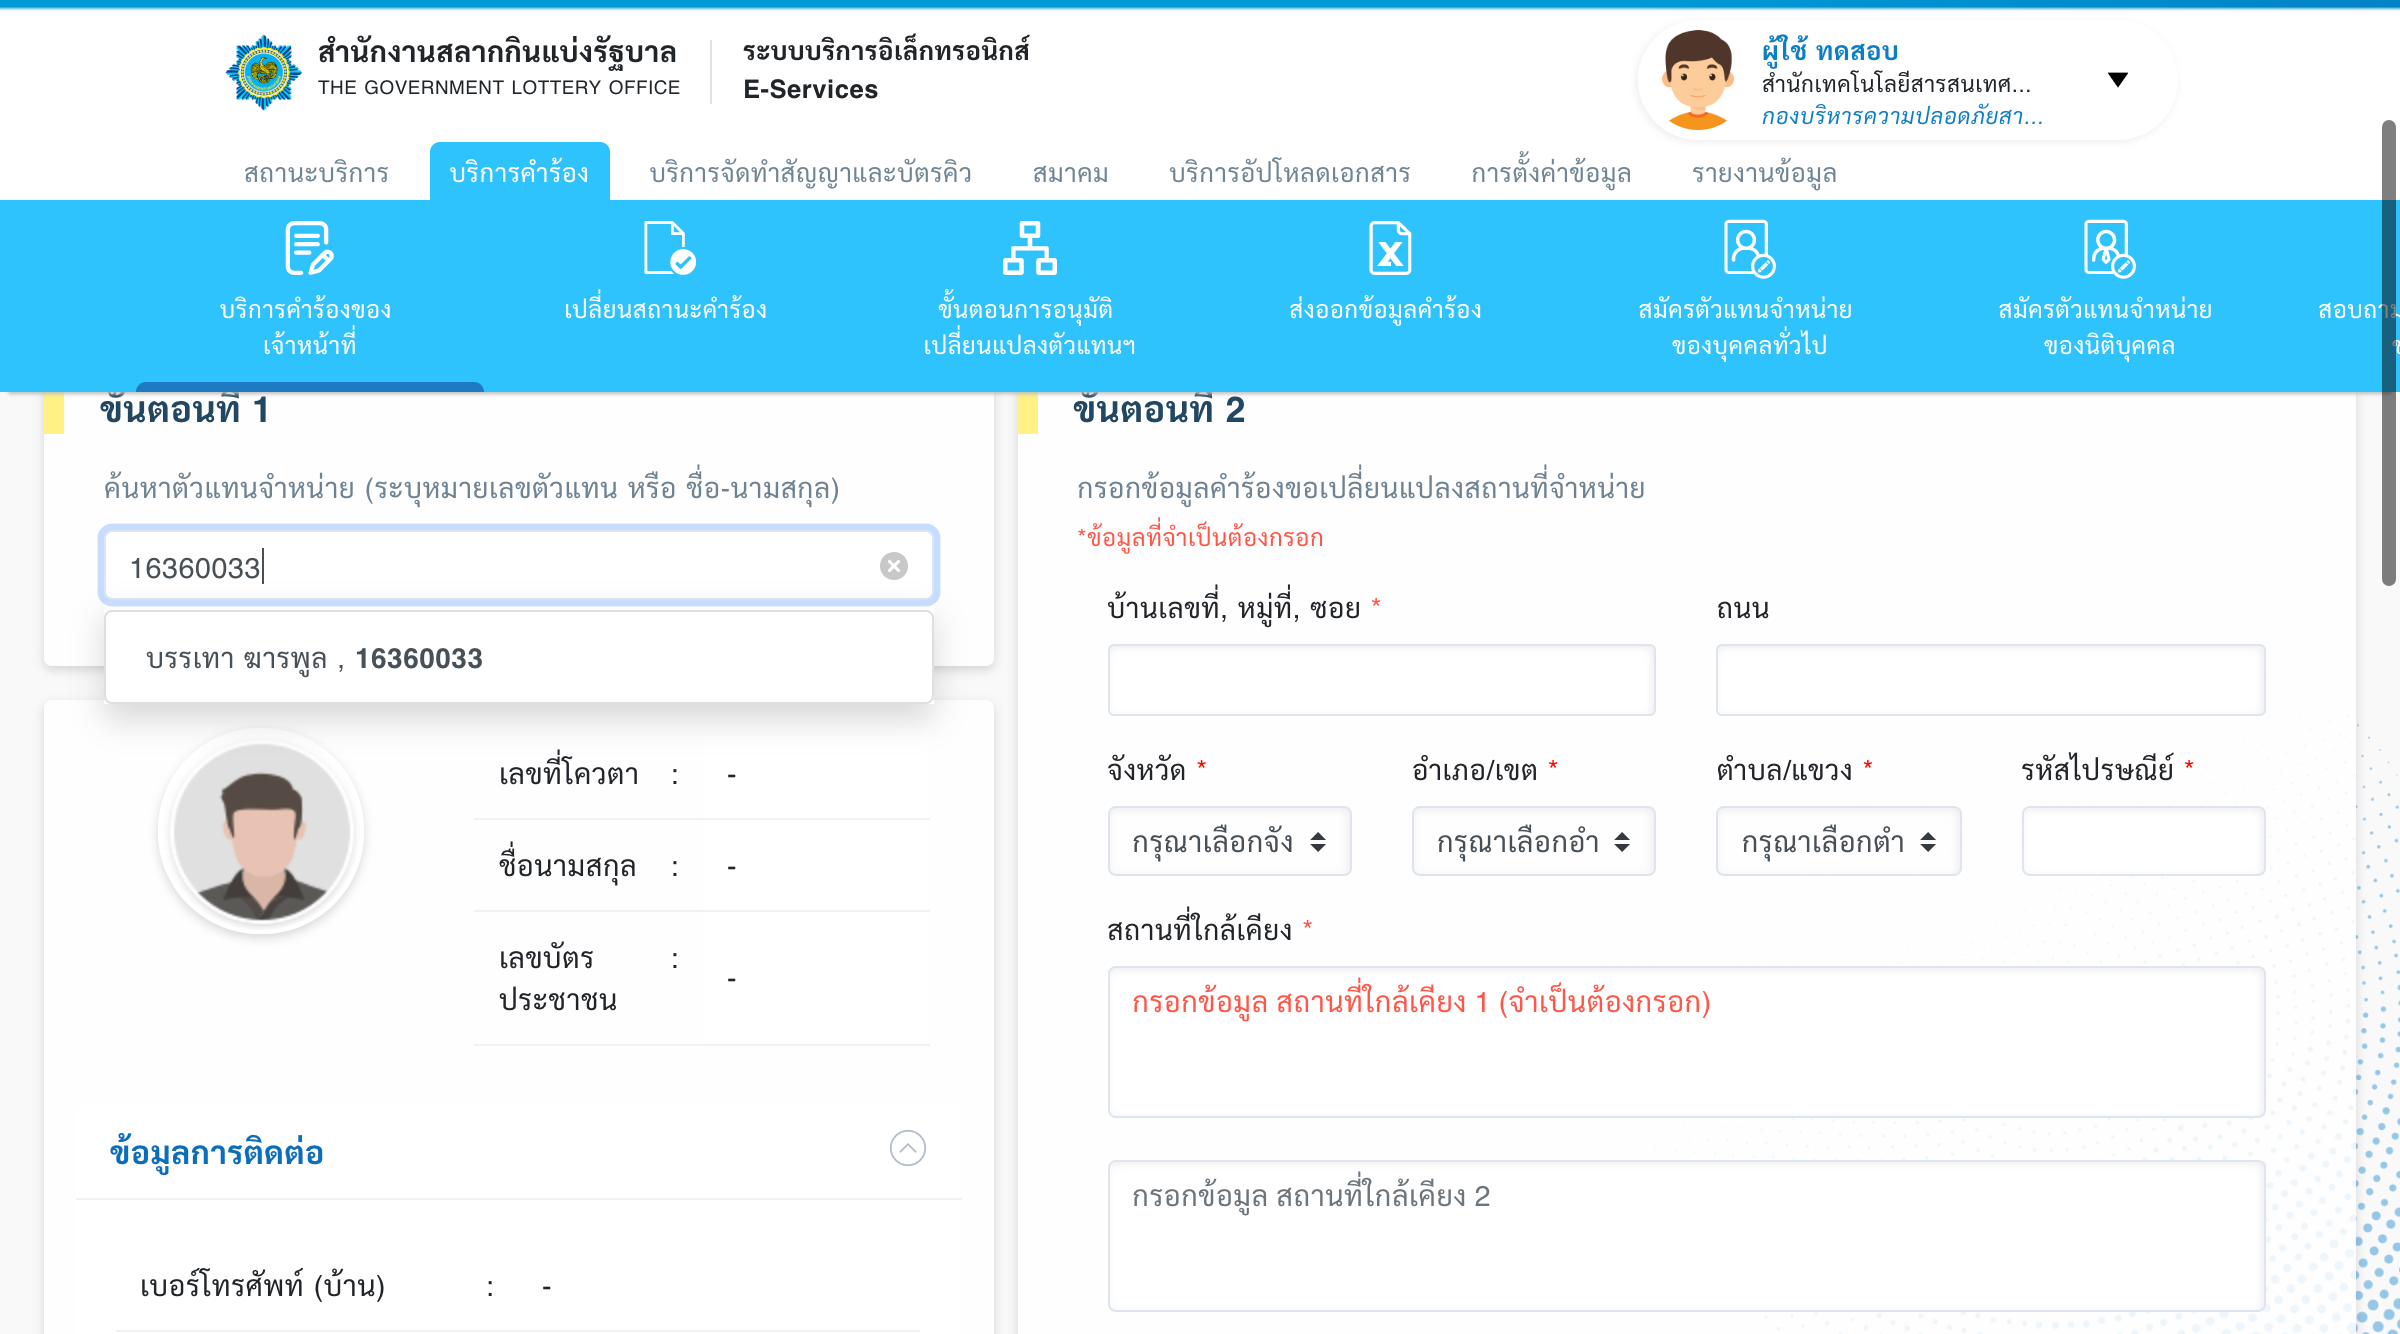 สำนักงานสลากกินแบ่งรัฐบาล
THE GOVERNMENT LOTTERY OFFICE
ระบบบริการอิเล็กทรอนิกส์
E-Services
ผู้ใช้ ทดสอบ
สำนักเทคโนโลยีสารสนเทศ...
กองบริหารความปลอดภัยสา...
สถานะบริการ
บริการคำร้อง
บริการจัดทำสัญญาและบัตรคิว
สมาคม
บริการอัปโหลดเอกสาร
การตั้งค่าข้อมูล
รายงานข้อมูล
บริการคำร้องของ
เจ้าหน้าที่
เปลี่ยนสถานะคำร้อง
ขั้นตอนการอนุมัติ
เปลี่ยนแปลงตัวแทนฯ
ส่งออกข้อมูลคำร้อง
สมัครตัวแทนจำหน่าย
ของบุคคลทั่วไป
สมัครตัวแทนจำหน่าย
ของนิติบุคคล
ขั้นตอนที่ 1
ค้นหาตัวแทนจำหน่าย (ระบุหมายเลขตัวแทน หรือ ชื่อ-นามสกุล)
16360033
บรรเทา ฆารพูล , 16360033
เลขที่โควตา : -
ชื่อนามสกุล : -
เลขบัตร : -
ประชาชน
ข้อมูลการติดต่อ
เบอร์โทรศัพท์ (บ้าน) : -
ขั้นตอนที่ 2
กรอกข้อมูลคำร้องขอเปลี่ยนแปลงสถานที่จำหน่าย
*ข้อมูลที่จำเป็นต้องกรอก
บ้านเลขที่, หมู่ที่, ซอย *
ถนน
จังหวัด *
อำเภอ/เขต *
ตำบล/แขวง *
รหัสไปรษณีย์ *
กรุณาเลือกจัง
กรุณาเลือกอำ
กรุณาเลือกตำ
สถานที่ใกล้เคียง *
กรอกข้อมูล สถานที่ใกล้เคียง 1 (จำเป็นต้องกรอก)
กรอกข้อมูล สถานที่ใกล้เคียง 2